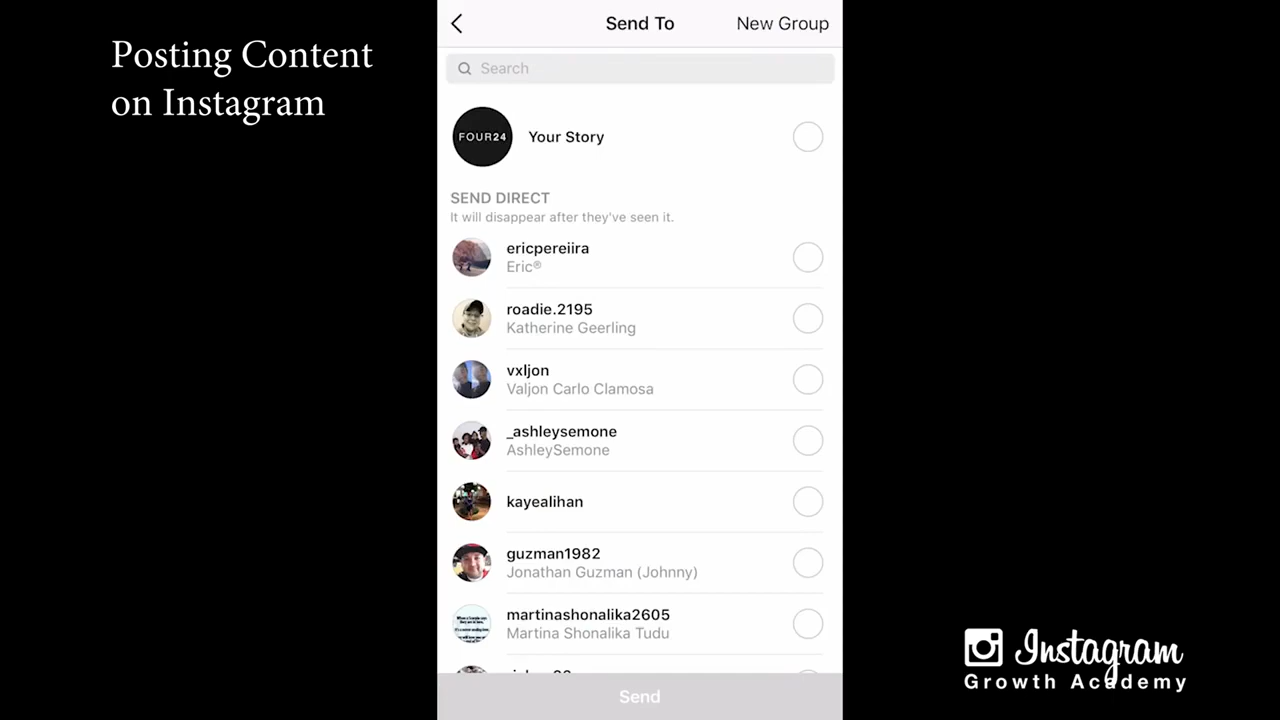 Posting Content
on Instagram
Send To
New Group
Search
FOUR24
Your Story
SEND DIRECT
It will disappear after they've seen it.
ericpereiira
Eric®
roadie.2195
Katherine Geerling
vxljon
Valjon Carlo Clamosa
_ashleysemone
AshleySemone
kayealihan
guzman1982
Jonathan Guzman (Johnny)
martinashonalika2605
Martina Shonalika Tudu
Send
Instagram
Growth Academy